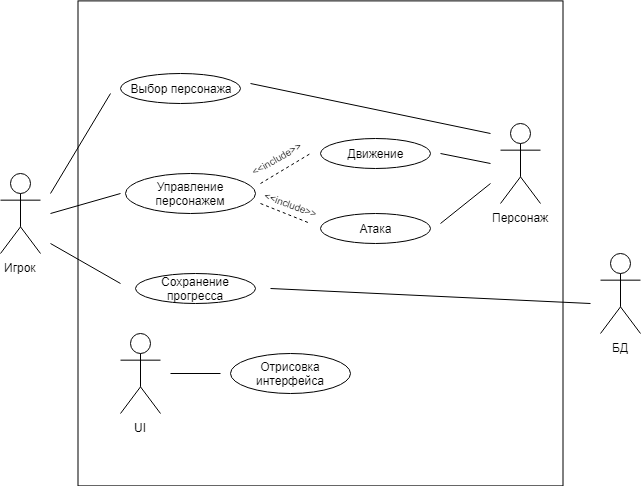 Выбор персонажа
<<include>>
Движение
Управление
персонажем
<<include>>
Персонаж
Атака
Игрок
Сохранение
прогресса
БД
Отрисовка
интерфейса
UI